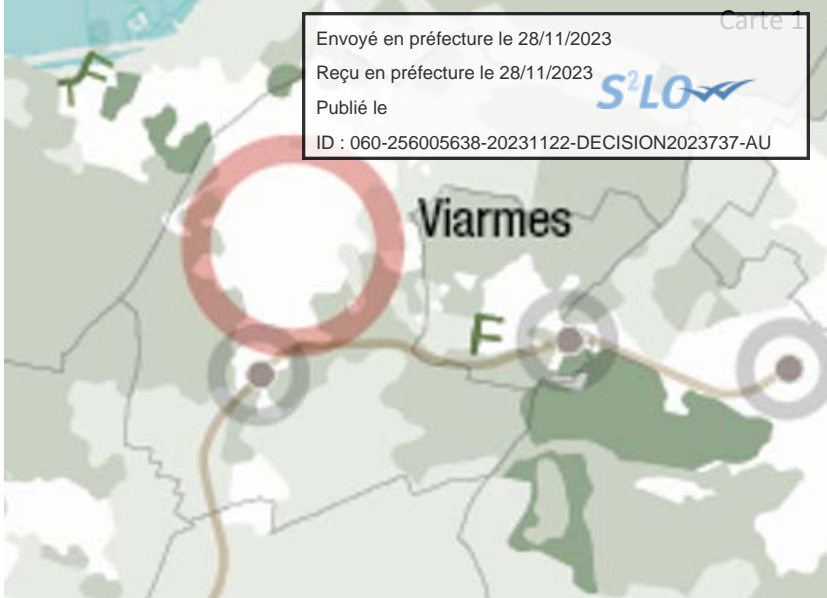 Carte 1
Envoyé en préfecture le 28/11/2023
Reçu en préfecture le 28/11/2023
Publié le
S²LO
ID : 060-256005638-20231122-DECISION2023737-AU
Viarmes
F
F